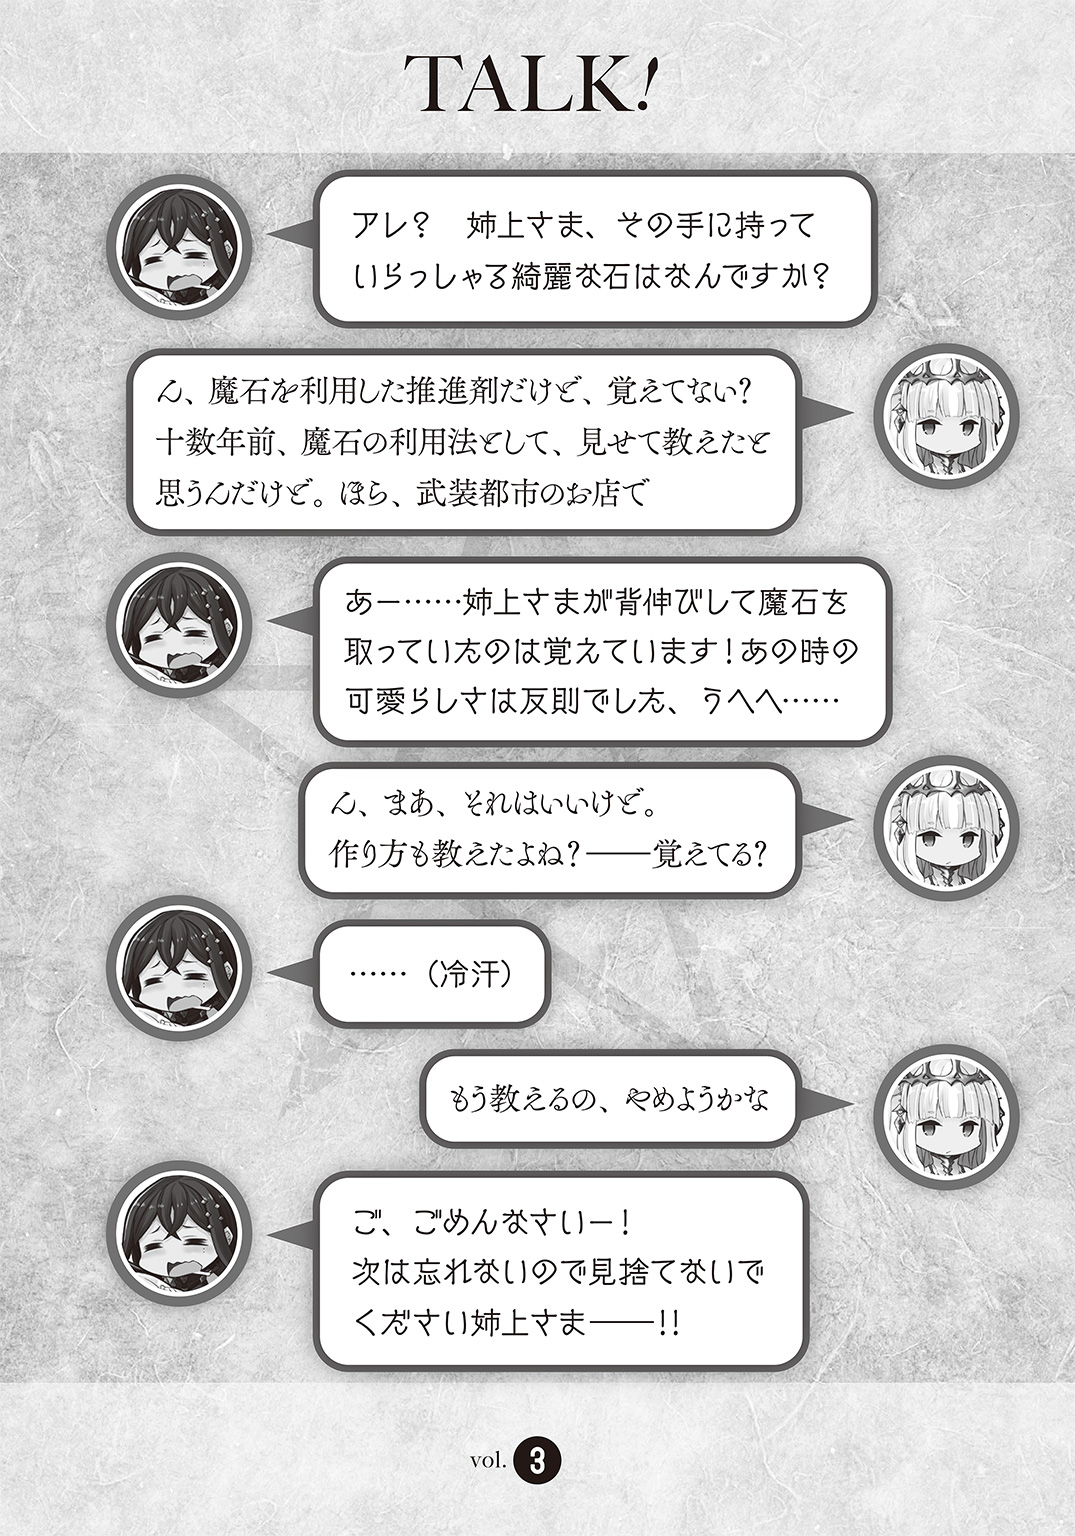 TALK!
アレ？　姉上さま、その手に持って
いらっしゃる綺麗な石はなんですか？
ん、魔石を利用した推進剤だけど、覚えてない？
十数年前、魔石の利用法として、見せて教えたと
思うんだけど。ほら、武装都市のお店で
あー……姉上さまが背伸びして魔石を
取っていたのは覚えています！あの時の
可愛らしさは反則でした、うへへ……
ん、まあ、それはいいけど。
作り方も教えたよね？――覚えてる？
……（冷汗）
もう教えるの、やめようかな
ご、ごめんなさいー！
次は忘れないので見捨てないで
ください姉上さま――！！
vol. 3